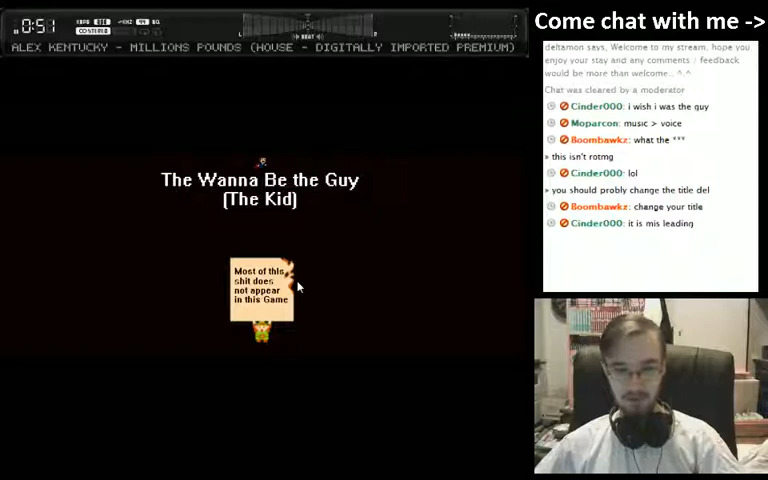 0:51
ALEX KENTUCKY - MILLIONS POUNDS (HOUSE - DIGITALLY IMPORTED PREMIUM)
Come chat with me ->
deltamon says, Welcome to my stream, hope you
enjoy your stay and any comments / feedback
would be more than welcome.. ^.^
Chat was cleared by a moderator
Cinder000: i wish i was the guy
Moparcon: music > voice
Boombawkz: what the ***
» this isn't rotmg
Cinder000: lol
» you should probly change the title del
Boombawkz: change your title
Cinder000: it is mis leading
The Wanna Be the Guy
(The Kid)
Most of this
shit does
not appear
in this Game